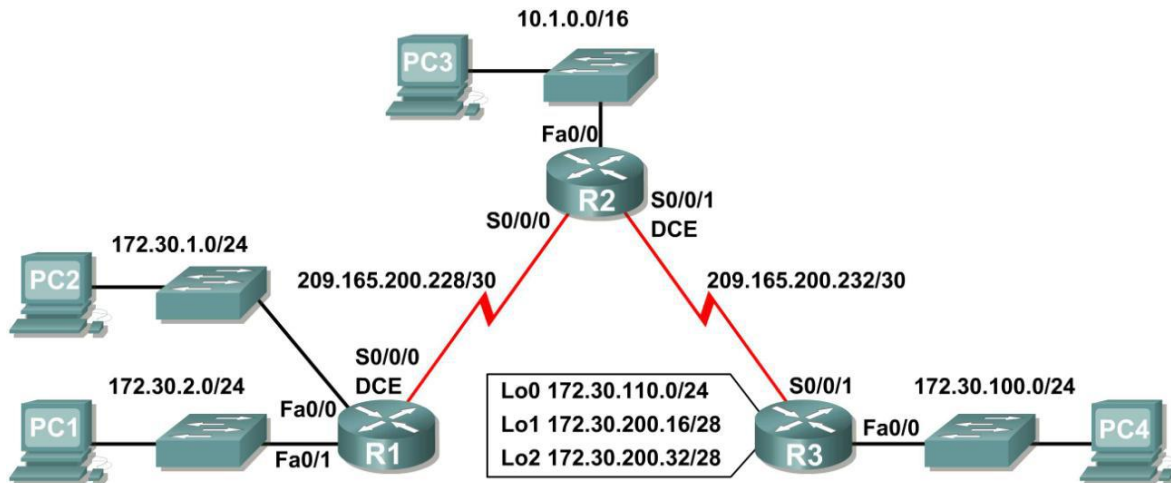 10.1.0.0/16
PC3
Fa0/0
R2
S0/0/0
S0/0/1
DCE
172.30.1.0/24
PC2
209.165.200.228/30
209.165.200.232/30
S0/0/0
DCE
172.30.2.0/24
PC1
Fa0/0
Fa0/1
R1
Lo0 172.30.110.0/24
Lo1 172.30.200.16/28
Lo2 172.30.200.32/28
S0/0/1
R3
172.30.100.0/24
Fa0/0
PC4